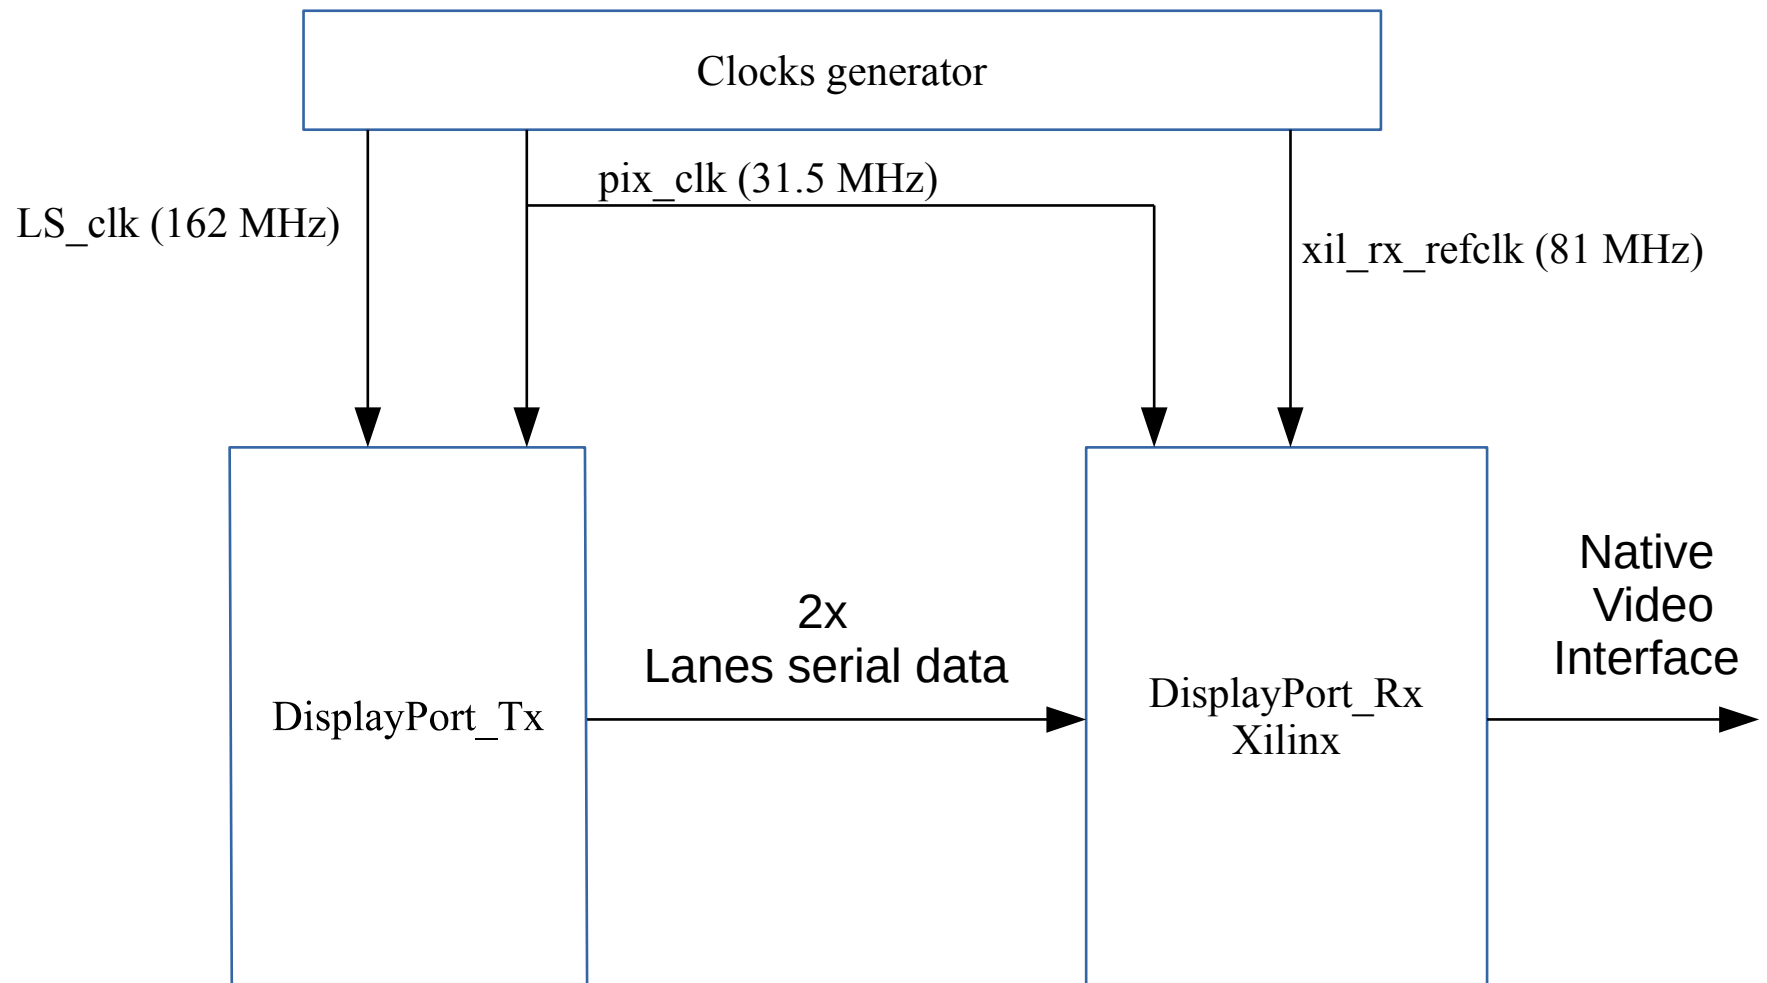 Clocks generator
pix_clk (31.5 MHz)
LS_clk (162 MHz)
xil_rx_refclk (81 MHz)
DisplayPort_Tx
2x
Lanes serial data
DisplayPort_Rx
Xilinx
Native
Video
Interface